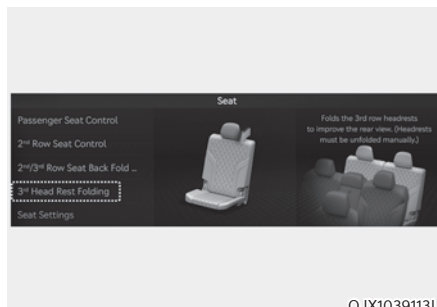 Seat
Passenger Seat Control
2nd Row Seat Control
2nd/3rd Row Seat Back Fold ...
3rd Head Rest Folding
Seat Settings
Folds the 3rd row headrests
to improve the rear view. (Headrests
must be unfolded manually.)
OJX1039113L